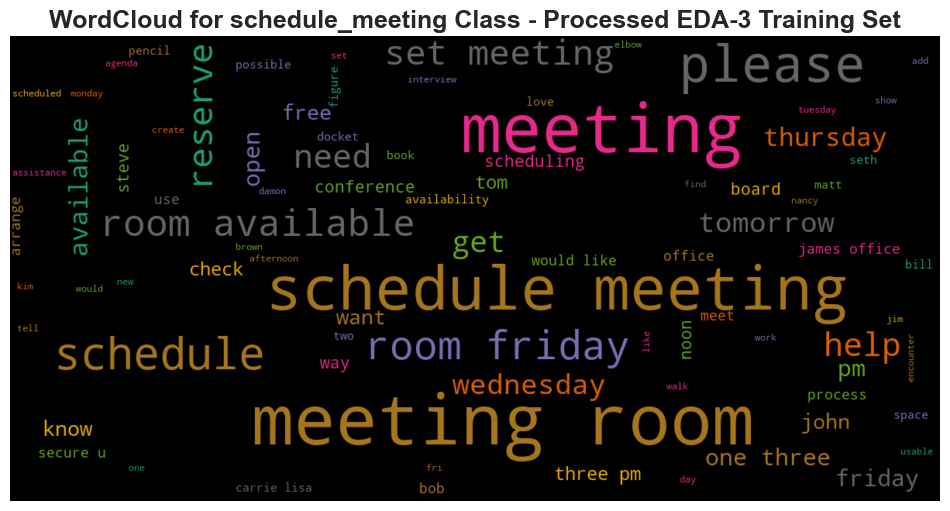 WordCloud for schedule_meeting Class - Processed EDA-3 Training Set
pencil
agenda
scheduled
monday
create
assistance
reserve
possible
free
set
figure
interview
set meeting
elbow
please
add
show
love
tuesday
meeting
thursday
seth
scheduling
available
steve
open
docket
need
book
damon
conference
tom
availability
find
board
matt
nancy
arrange
use
room available
tomorrow
get
brown
afternoon
check
would like
office
james office
bill
kim
would
new
schedule meeting
tell
want
meet
jim
two
room friday
like
noon
work
help
encounter
schedule
way
pm
wednesday
walk
process
know
meeting room
john
space
secure u
usable
one
fri
three pm
one three
day
friday
carrie lisa
bob